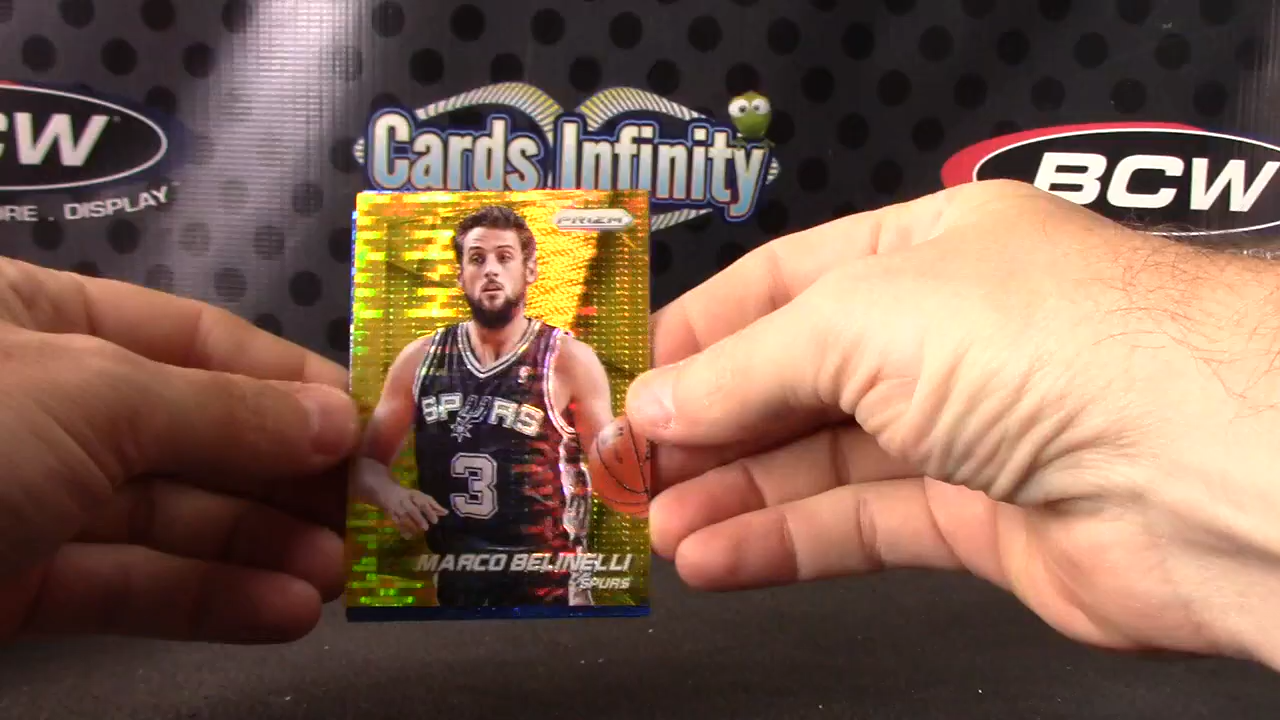 Cards Infinity
CW
BCW
RE . DISPLAY
PRIZM
SPURS
3
MARCO BELINELLI
SPURS